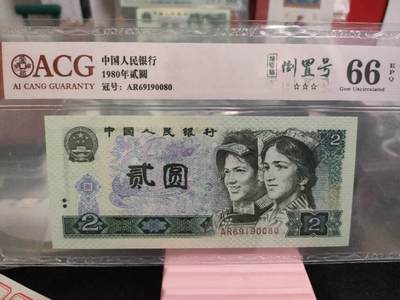 ACG
AI CANG GUARANTY
中国人民银行
1980年贰圆
冠号: AR69190080
倒置号
☆☆☆
66
EPQ
Gem Uncirculated
中国人民银行
贰圆
2
2
AR69190080